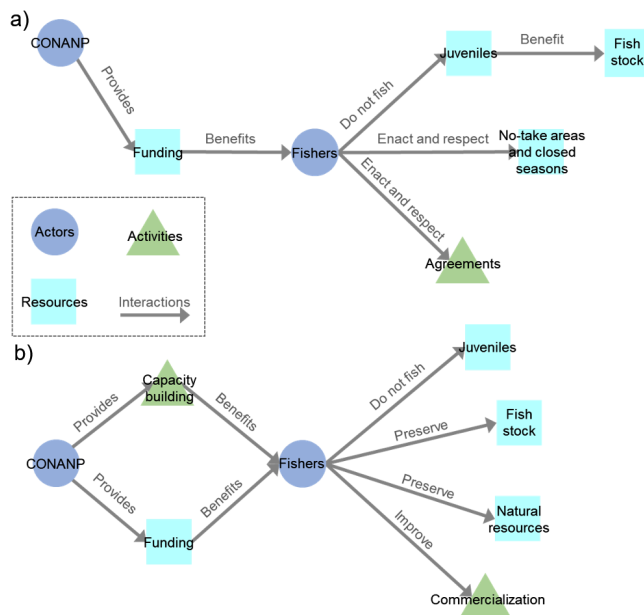 a)
CONANP
Provides
Funding
Benefits
Fishers
Do not fish
Juveniles
Benefit
Fish
stock
Enact and respect
No-take areas
and closed
seasons
Enact and respect
Agreements
Actors
Activities
Resources
Interactions
b)
CONANP
Provides
Capacity
building
Benefits
Provides
Funding
Benefits
Fishers
Do not fish
Juveniles
Preserve
Fish
stock
Preserve
Natural
resources
Improve
Commercialization